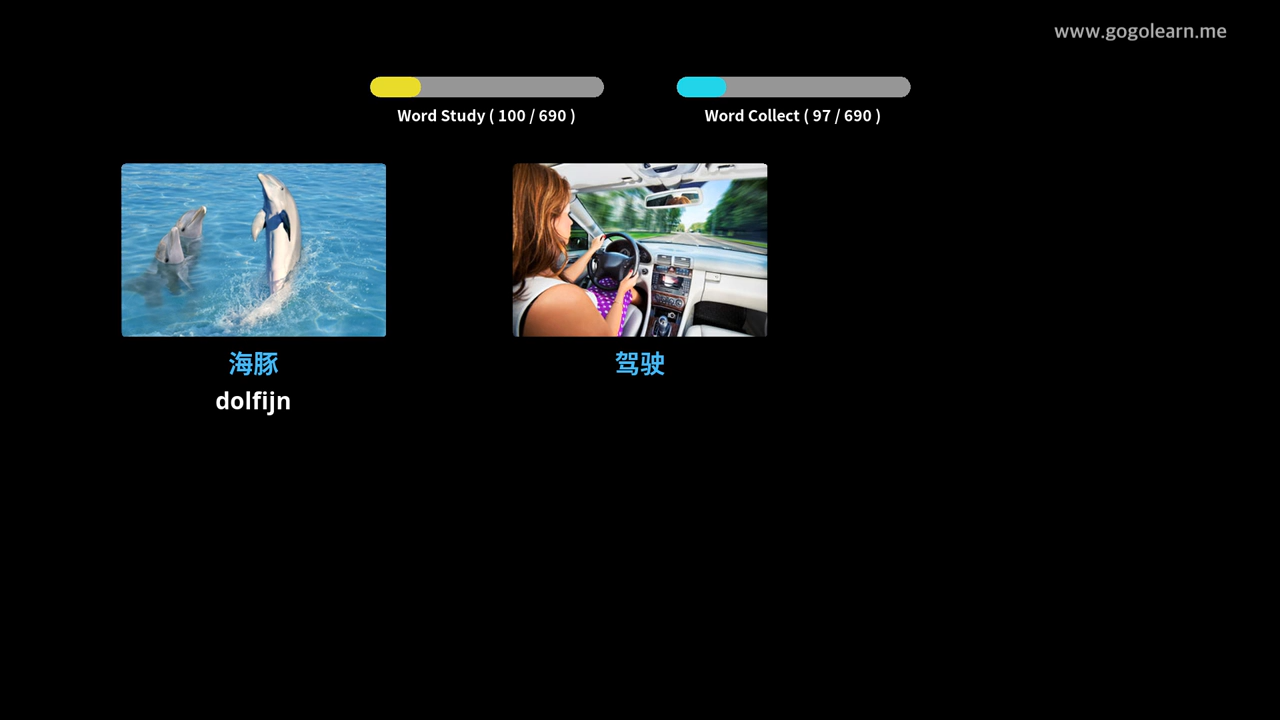 www.gogolearn.me
Word Study ( 100 / 690 )
Word Collect ( 97 / 690 )
海豚
驾驶
dolfijn